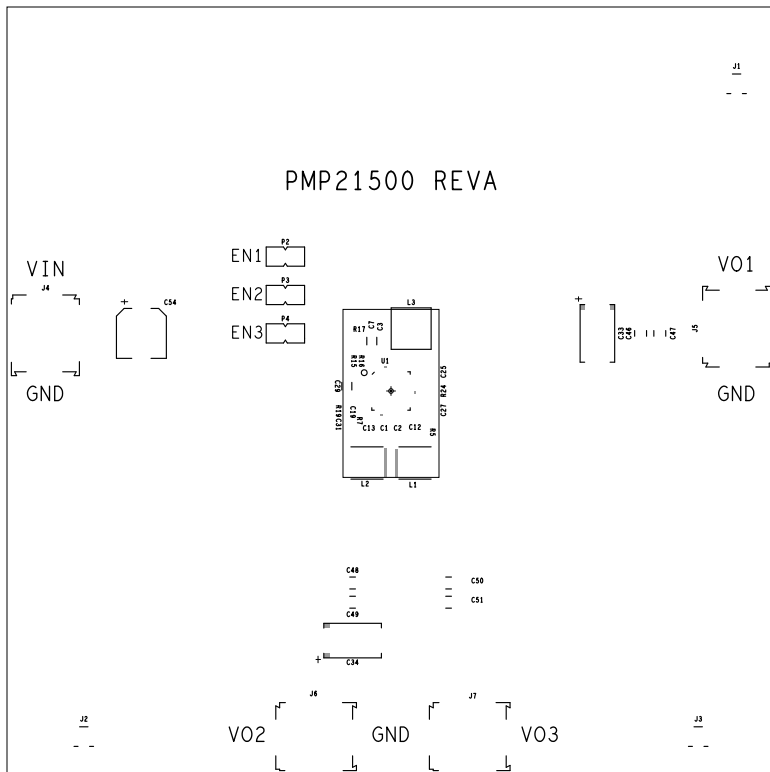 J1
PMP21500 REVA
EN1
P2
VIN
J4
VO1
+
C54
EN2
P3
EN3
P4
L3
+
C33
C46
C47
J5
R17
C7
C3
U1
R15
R16
C25
GND
C29
R24
GND
R19
C31
C19
R7
C27
C13
C1
C2
C12
R5
L2
L1
C48
C50
C51
C49
+
C34
J6
J7
J2
VO2
GND
VO3
J3